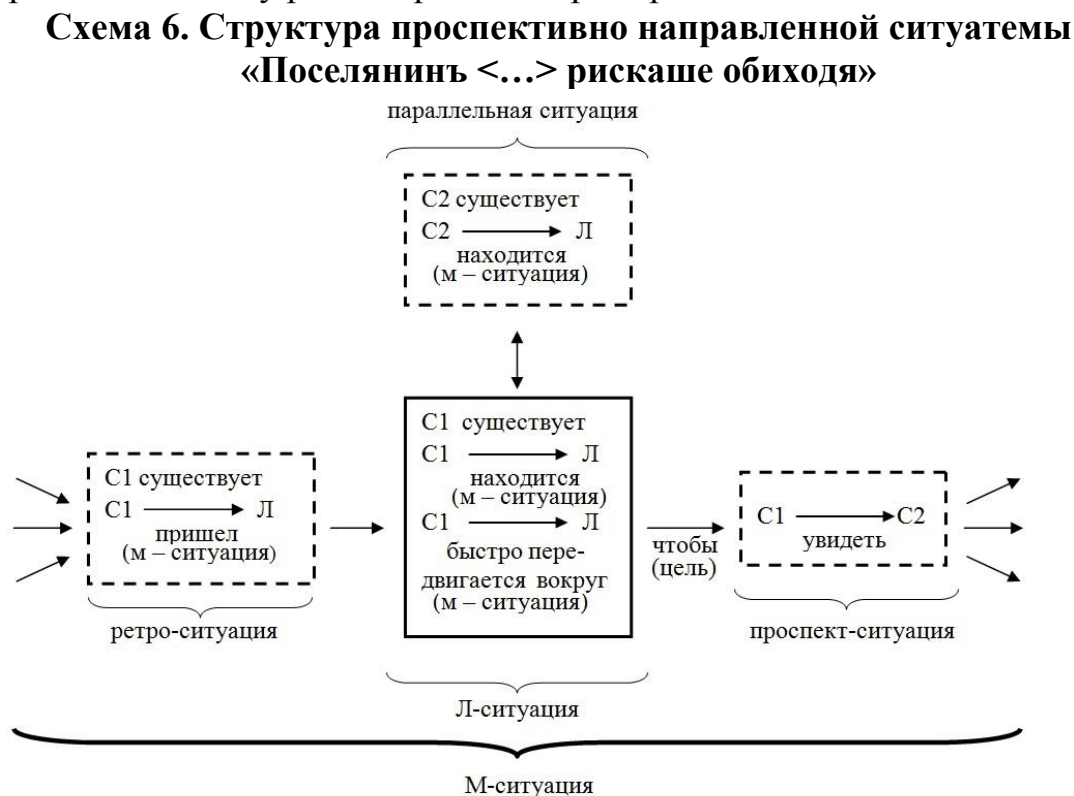 Схема 6. Структура проспективно направленной ситуатемы
«Поселянинъ <…> рискаше обиходя»
параллельная ситуация
С2 существует
С2 Л
находится
(м – ситуация)
С1 существует
С1 Л
пришел
(м – ситуация)
ретро-ситуация
С1 существует
С1 Л
находится
(м – ситуация)
С1 Л
быстро пере-
двигается вокруг
(м – ситуация)
чтобы
(цель)
С1 С2
увидеть
проспект-ситуация
Л-ситуация
М-ситуация